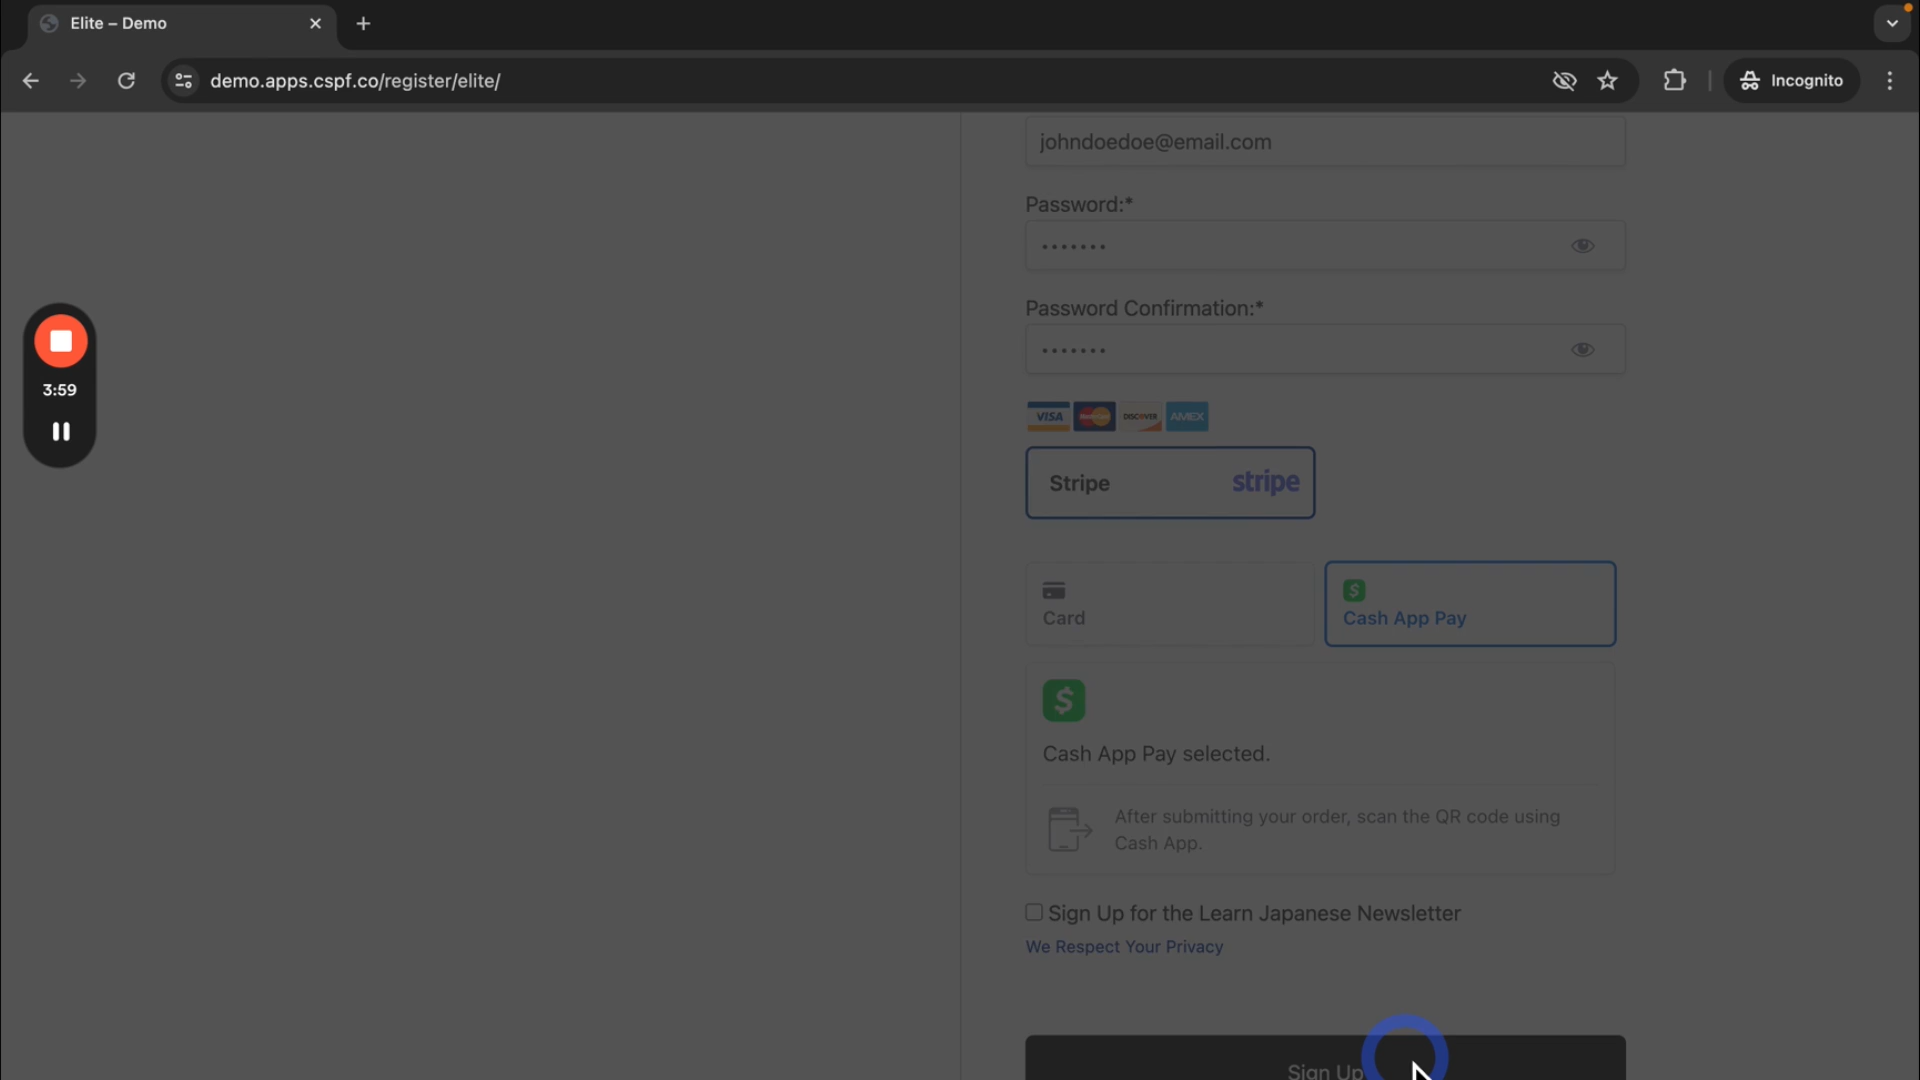 Elite – Demo
demo.apps.cspf.co/register/elite/
Incognito
johndoedoe@email.com
Password:*
•••••••
Password Confirmation:*
•••••••
3:59
VISA MasterCard DISCOVER AMEX
Stripe stripe
Card
$
Cash App Pay
$
Cash App Pay selected.
After submitting your order, scan the QR code using
Cash App.
Sign Up for the Learn Japanese Newsletter
We Respect Your Privacy
Sign Up